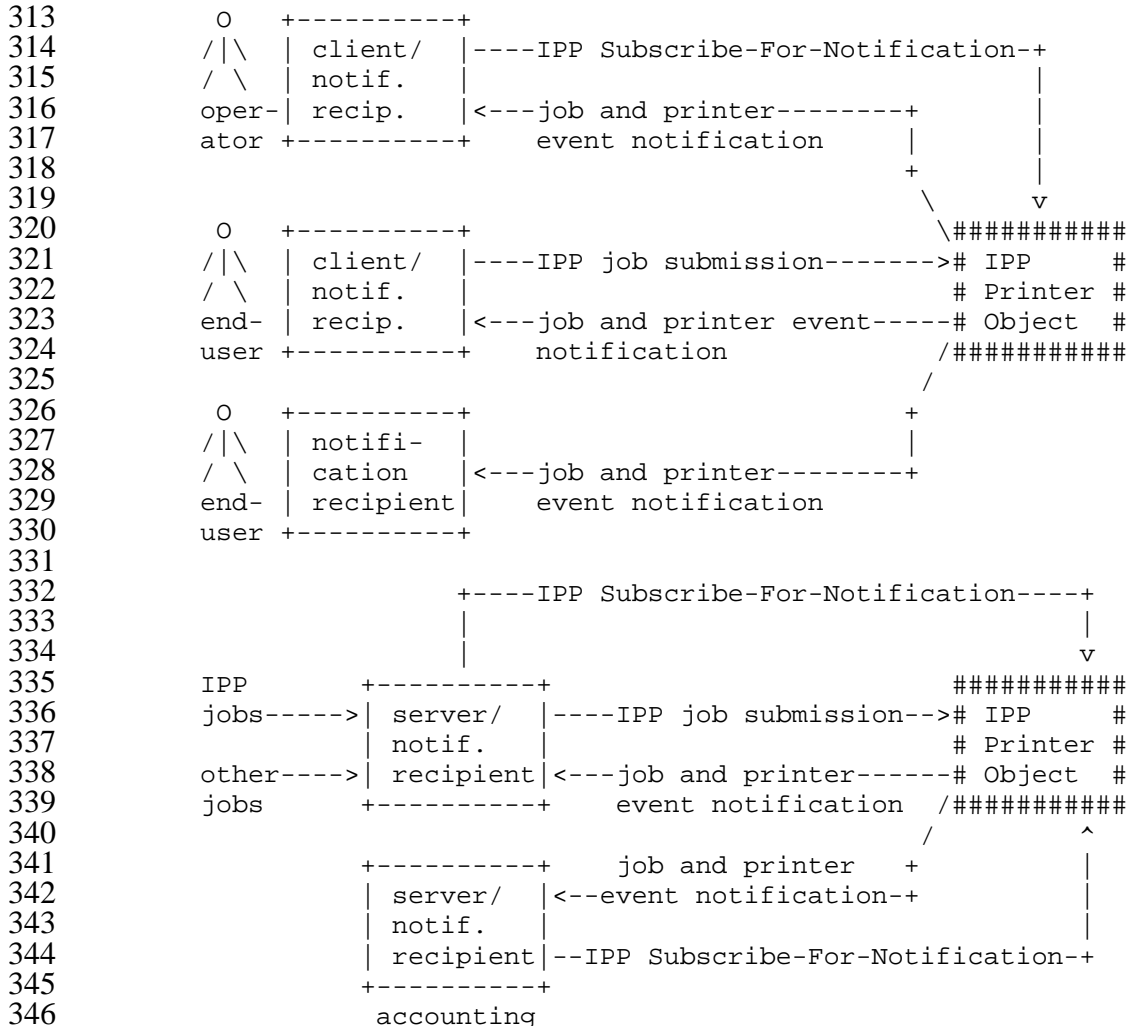 313              O   +----------+
314             /|\  | client/  |----IPP Subscribe-For-Notification-+
315             / \  | notif.   |                                   |
316            oper-| recip.   |<---job and printer--------+       |
317            ator +----------+    event notification     |       |
318                                                        +       |
319                                                         \      v
320              O   +----------+                            \###########
321             /|\  | client/  |----IPP job submission-------># IPP     #
322             / \  | notif.   |                              # Printer #
323            end- | recip.   |<---job and printer event-----# Object  #
324            user +----------+    notification             /###########
325                                                         /
326              O   +----------+                           +
327             /|\  | notifi-  |                           |
328             / \  | cation   |<---job and printer--------+
329            end- | recipient|    event notification
330            user +----------+
331
332                            +----IPP Subscribe-For-Notification----+
333                            |                                      |
334                            |                                      v
335            IPP       +----------+                         ###########
336            jobs----->| server/  |----IPP job submission--># IPP     #
337                      | notif.   |                         # Printer #
338            other---->| recipient|<---job and printer------# Object  #
339            jobs      +----------+    event notification  /###########
340                                                         /         ^
341                      +----------+    job and printer   +          |
342                      | server/  |<--event notification-+          |
343                      | notif.   |                                 |
344                      | recipient|--IPP Subscribe-For-Notification-+
345                      +----------+
346                       accounting